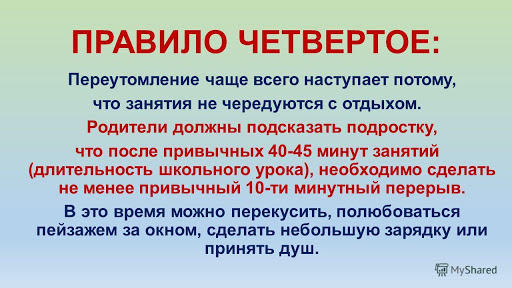 ПРАВИЛО ЧЕТВЕРТОЕ:
Переутомление чаще всего наступает потому,
что занятия не чередуются с отдыхом.
Родители должны подсказать подростку,
что после привычных 40-45 минут занятий
(длительность школьного урока), необходимо сделать
не менее привычный 10-ти минутный перерыв.
В это время можно перекусить, полюбоваться
пейзажем за окном, сделать небольшую зарядку или
принять душ.
MyShared